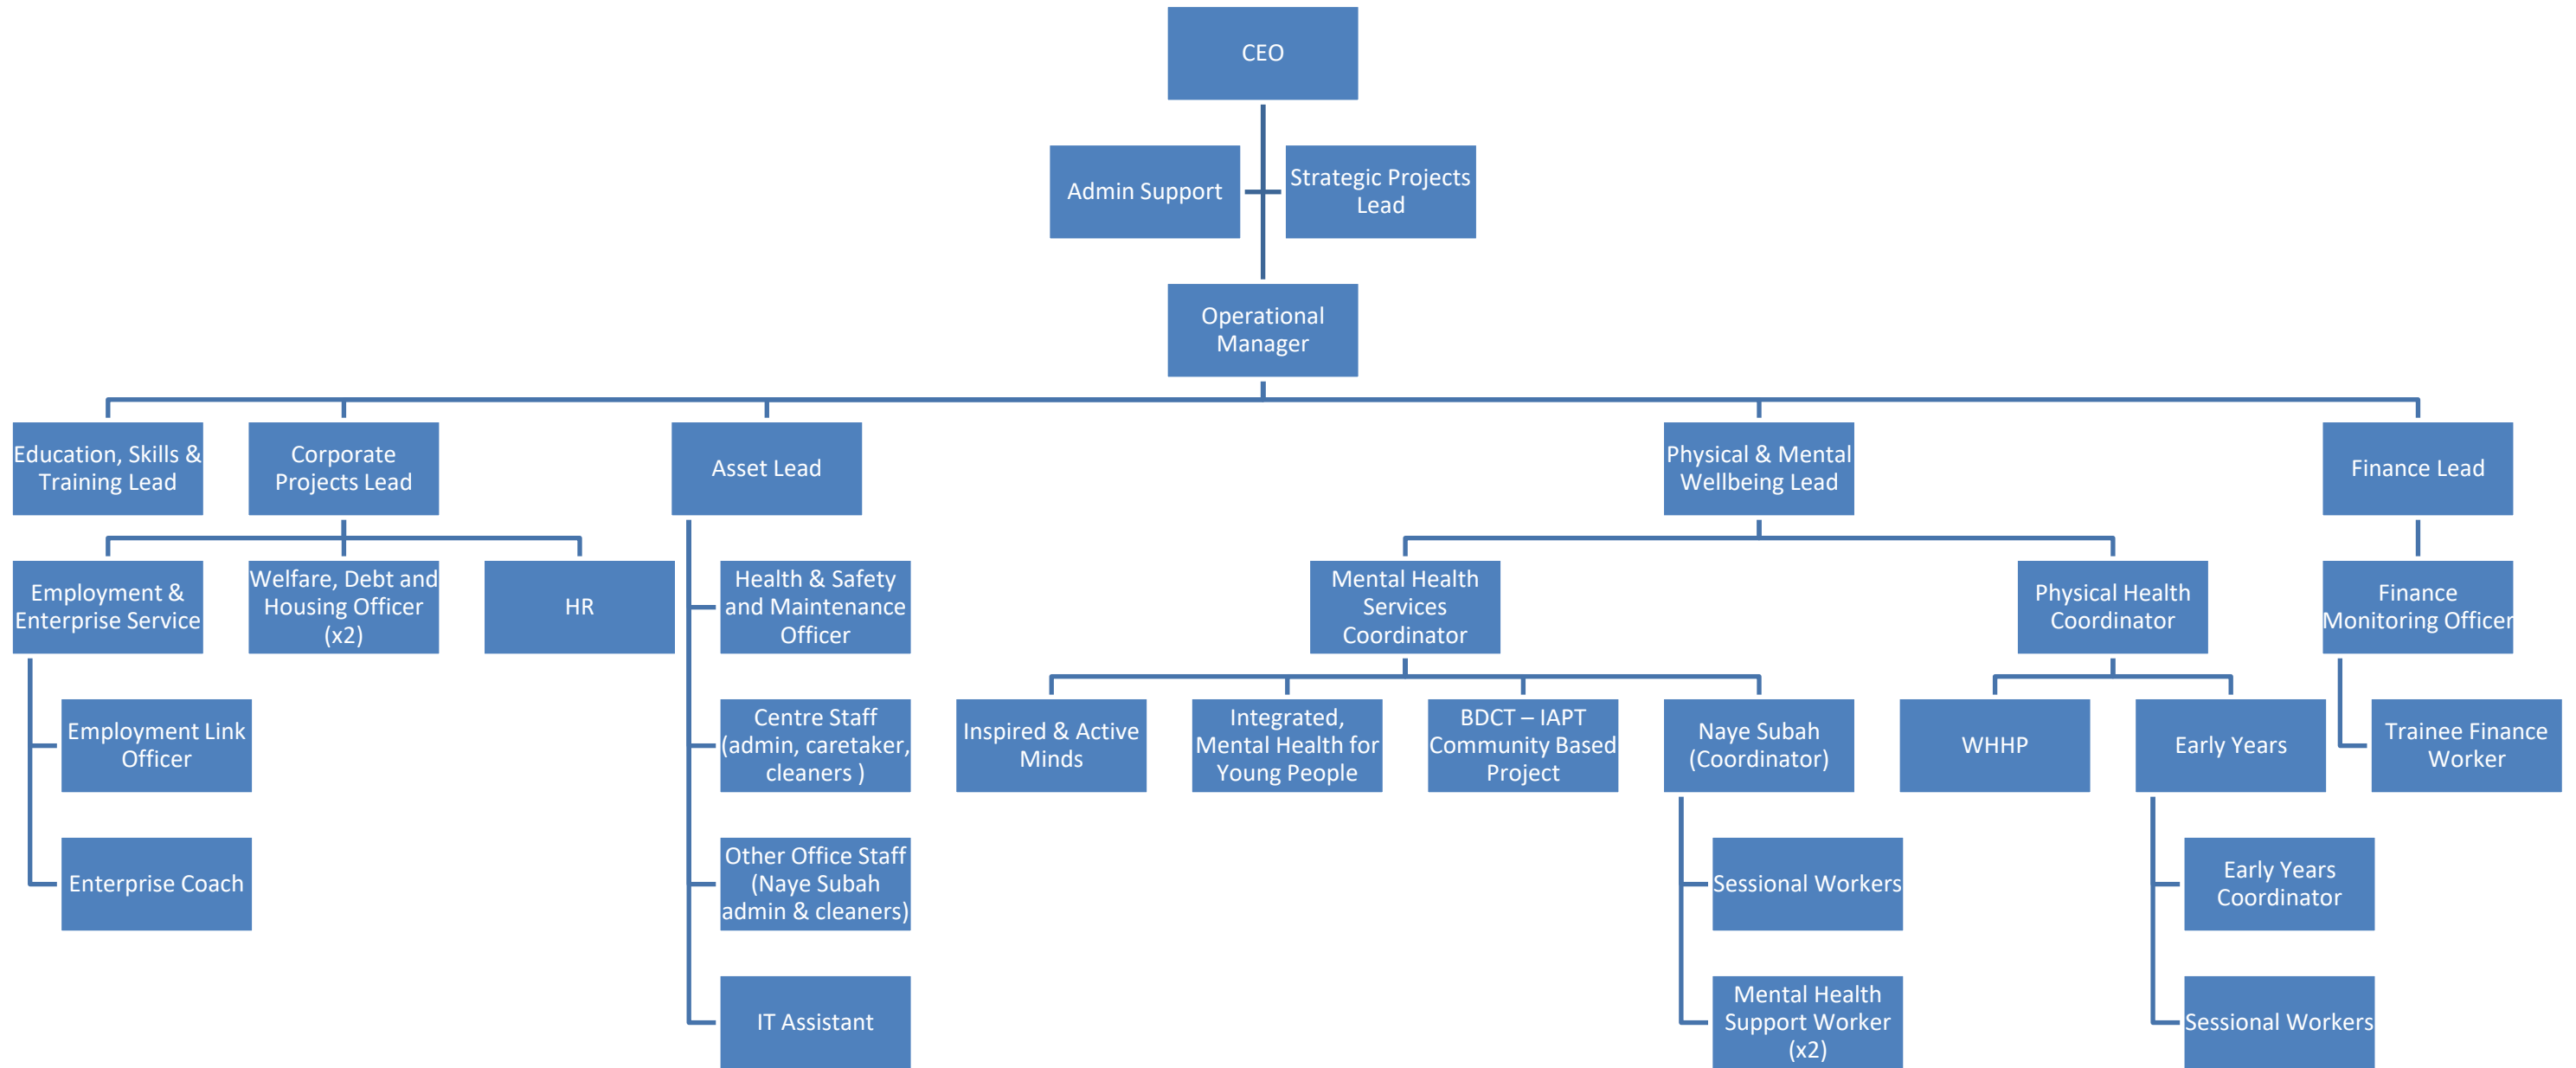 CEO
Admin Support
Strategic Projects
Lead
Operational
Manager
Education, Skills &
Training Lead
Corporate
Projects Lead
Asset Lead
Physical & Mental
Wellbeing Lead
Finance Lead
Employment &
Enterprise Service
Welfare, Debt and
Housing Officer
(x2)
HR
Health & Safety
and Maintenance
Officer
Mental Health
Services
Coordinator
Physical Health
Coordinator
Finance
Monitoring Officer
Employment Link
Officer
Centre Staff
(admin, caretaker,
cleaners )
Inspired & Active
Minds
Integrated,
Mental Health for
Young People
BDCT – IAPT
Community Based
Project
Naye Subah
(Coordinator)
WHHP
Early Years
Trainee Finance
Worker
Enterprise Coach
Other Office Staff
(Naye Subah
admin & cleaners)
Sessional Workers
Early Years
Coordinator
IT Assistant
Mental Health
Support Worker
(x2)
Sessional Workers